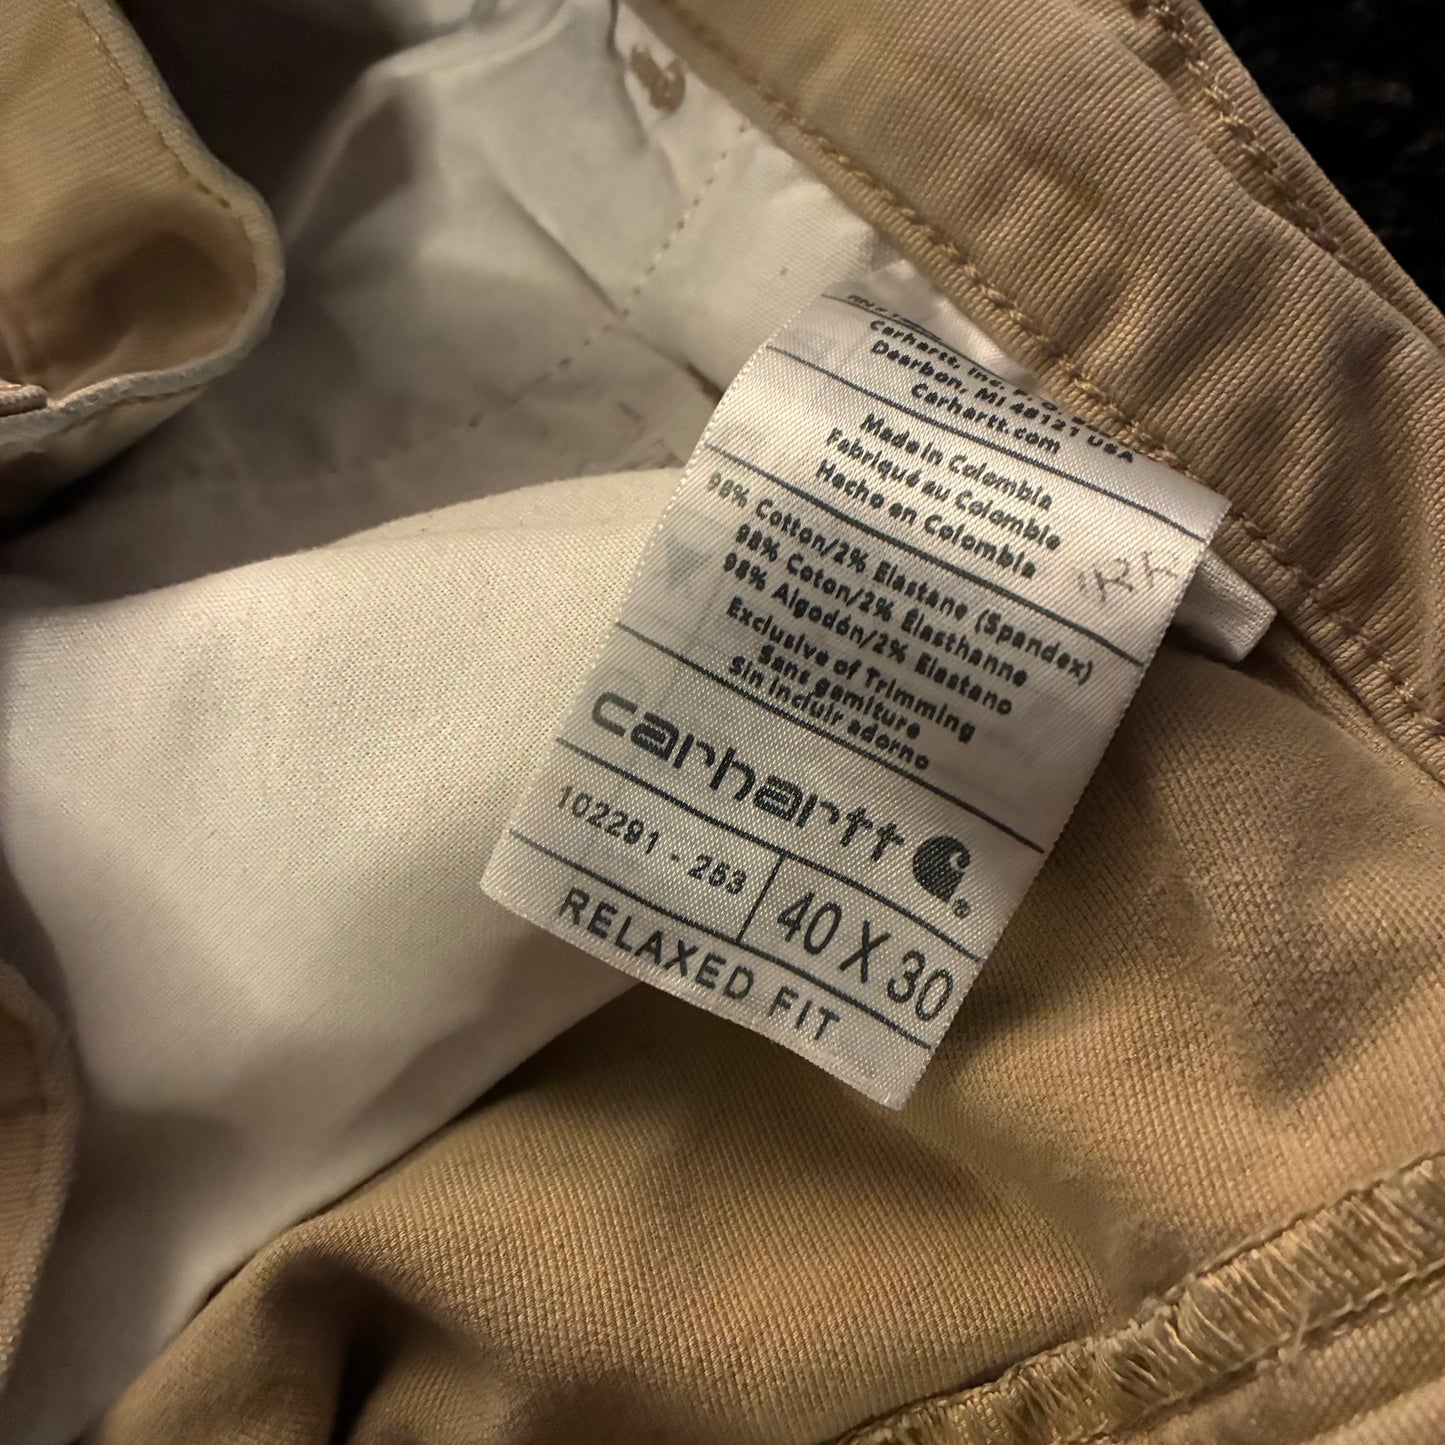 Carhartt, Inc. P. O.
Dearbon, MI 48121 USA
Carhartt.com
Made in Colombia
Fabriqué au Colombie
Hecho en Colombia
98% Cotton/2% Elastane (Spandex)
98% Coton/2% Élasthanne
98% Algodón/2% Elastano
Exclusive of Trimming
Sans garniture
Sin incluir adorno
carhartt ®
102291 - 253
40 X 30
RELAXED FIT